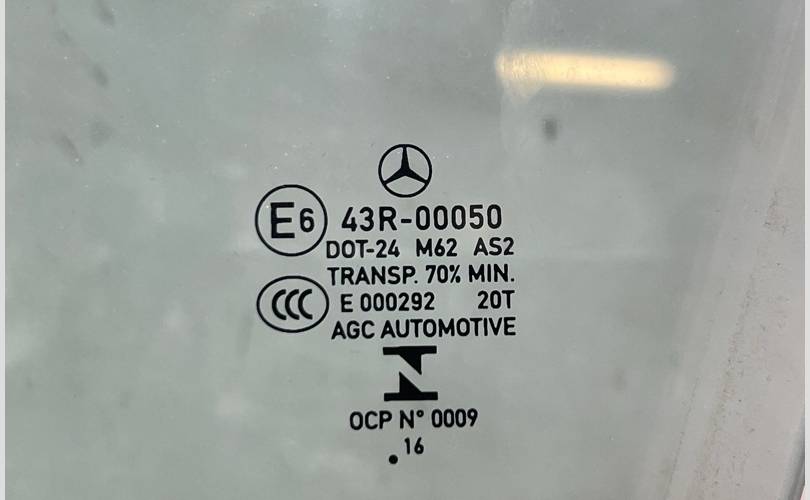 E6 43R-00050
DOT-24 M62 AS2
TRANSP. 70% MIN.
CCC E 000292 20T
AGC AUTOMOTIVE
OCP N° 0009
.16